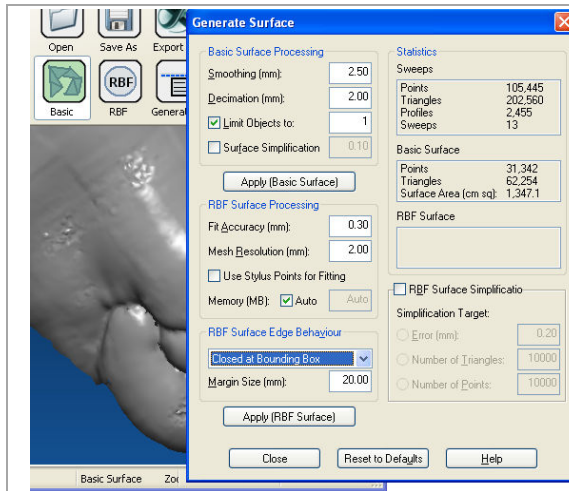 Generate Surface
Open Save As Export
Basic RBF General
Basic Surface Processing
Smoothing (mm): 2.50
Decimation (mm): 2.00
Limit Objects to: 1
Surface Simplification 0.10
Apply (Basic Surface)
RBF Surface Processing
Fit Accuracy (mm): 0.30
Mesh Resolution (mm): 2.00
Use Stylus Points for Fitting
Memory (MB): Auto Auto
RBF Surface Edge Behaviour
Closed at Bounding Box
Margin Size (mm): 20.00
Apply (RBF Surface)
Statistics
Sweeps
Points 105,445
Triangles 202,560
Profiles 2,455
Sweeps 13
Basic Surface
Points 31,342
Triangles 62,254
Surface Area (cm sq): 1,347.1
RBF Surface
RBF Surface Simplificatio
Simplification Target:
Error (mm): 0.20
Number of Triangles: 10000
Number of Points: 10000
Close Reset to Defaults Help
Basic Surface